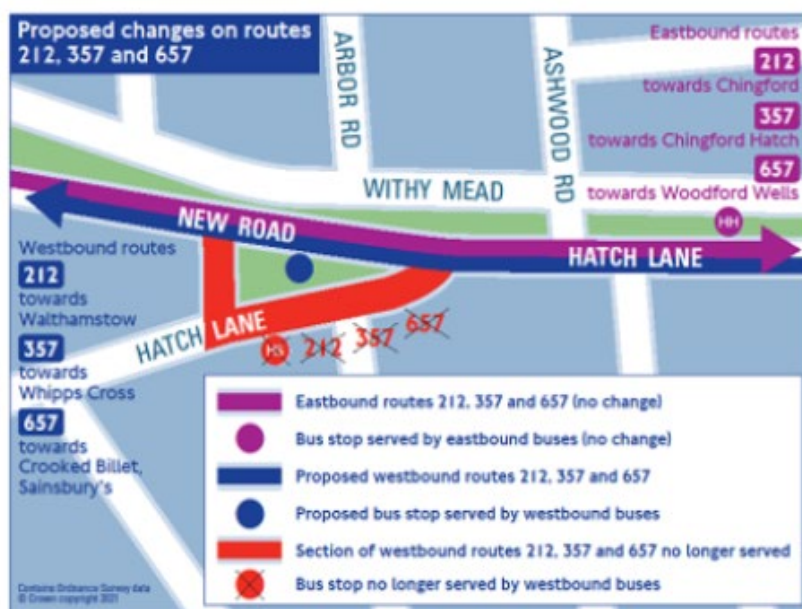 Proposed changes on routes
212, 357 and 657
ARBOR RD
ASHWOOD RD
Eastbound routes
212
towards Chingford
357
towards Chingford Hatch
657
towards Woodford Wells
WITHY MEAD
HH
NEW ROAD
HATCH LANE
Westbound routes
212
towards
Walthamstow
357
towards
Whipps Cross
657
towards
Crooked Billet,
Sainsbury's
HATCH LANE
212 357 657
Eastbound routes 212, 357 and 657 (no change)
Bus stop served by eastbound buses (no change)
Proposed westbound routes 212, 357 and 657
Proposed bus stop served by westbound buses
Section of westbound routes 212, 357 and 657 no longer served
Bus stop no longer served by westbound buses
Contains Ordnance Survey data
© Crown copyright 2021